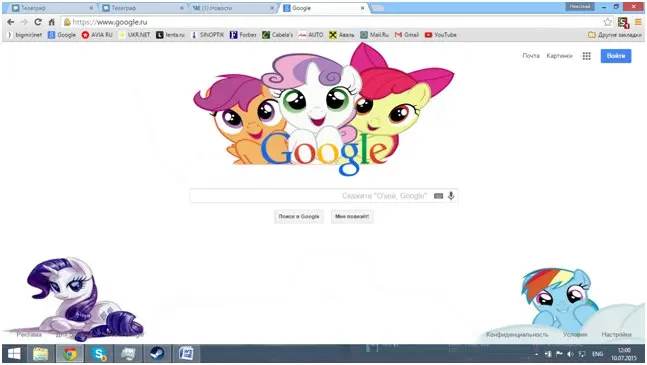 Телеграф
Телеграф
(1) Новости
Google
Николай
https://www.google.ru
bigmir)net
Google
AVIA RU
UKR.NET
lenta.ru
SINOPTIK
Forbes
Cabela's
AUTO
Аваль
Mail.Ru
Gmail
YouTube
Другие закладки
Почта
Картинки
Войти
Google
Скажите "О'кей, Google"
Поиск в Google
Мне повезёт!
Реклама
Конфиденциальность
Условия
Настройки
ENG
12:00
10.07.2015